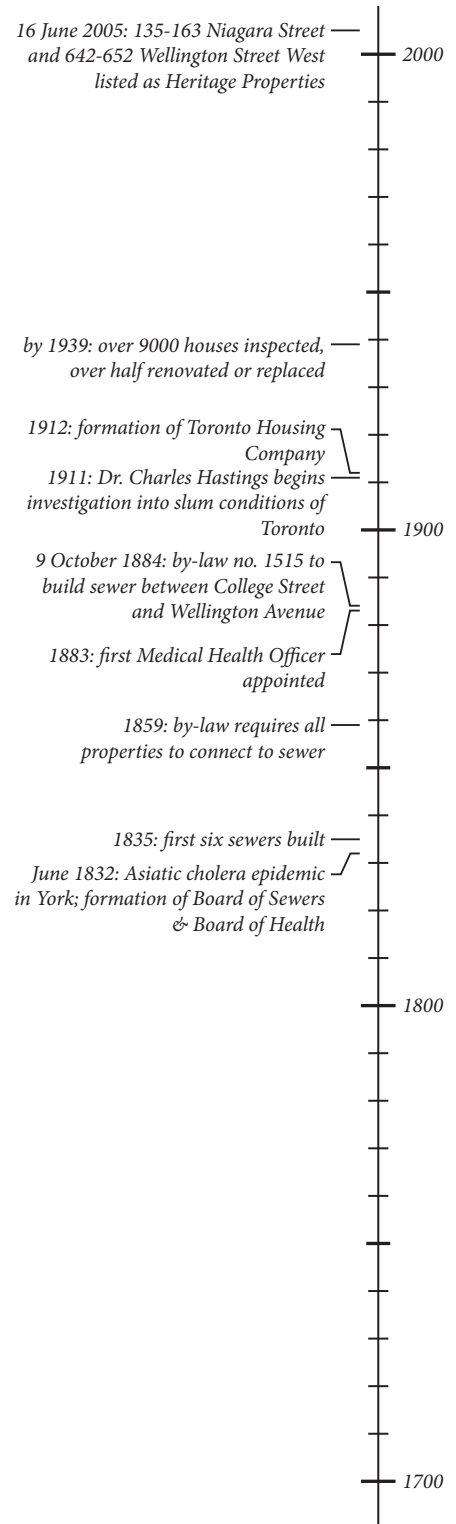 16 June 2005: 135-163 Niagara Street
and 642-652 Wellington Street West
listed as Heritage Properties
2000
by 1939: over 9000 houses inspected,
over half renovated or replaced
1912: formation of Toronto Housing
Company
1911: Dr. Charles Hastings begins
investigation into slum conditions of
Toronto
1900
9 October 1884: by-law no. 1515 to
build sewer between College Street
and Wellington Avenue
1883: first Medical Health Officer
appointed
1859: by-law requires all
properties to connect to sewer
1835: first six sewers built
June 1832: Asiatic cholera epidemic
in York; formation of Board of Sewers
& Board of Health
1800
1700